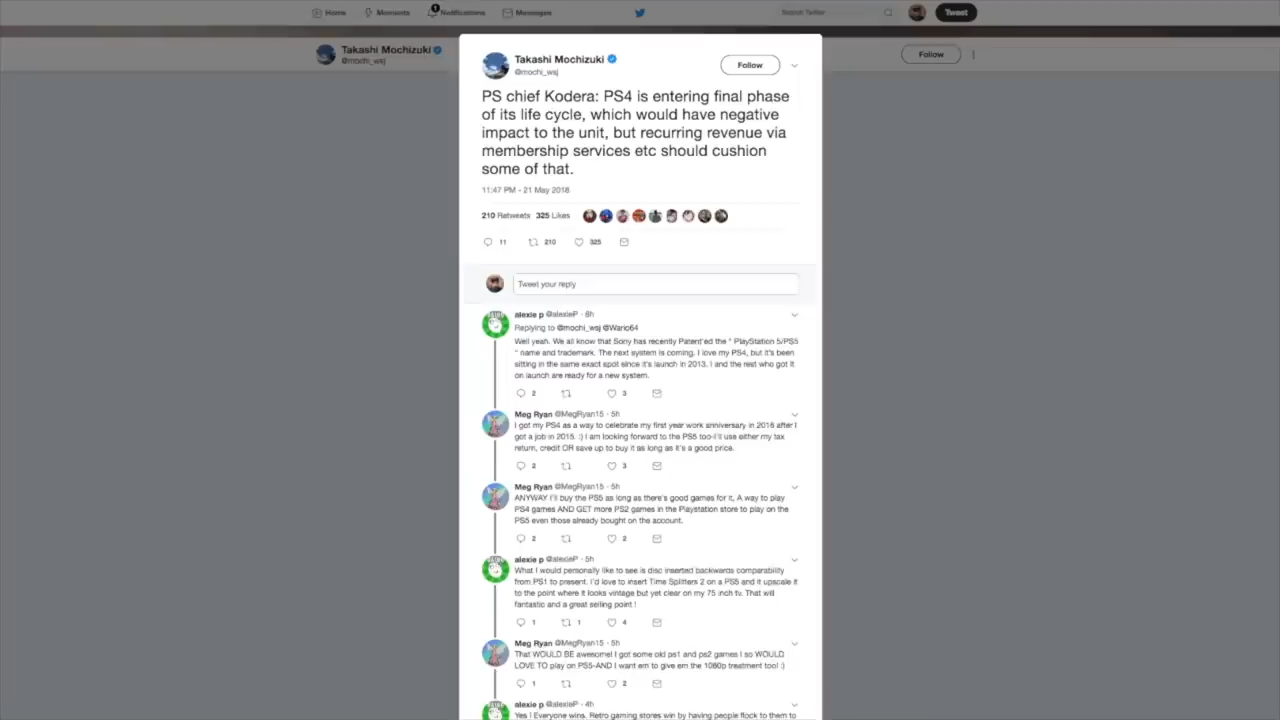 Home Moments 1 Notifications Messages Search Twitter Tweet
Takashi Mochizuki
@mochi_wsj
Follow
Takashi Mochizuki
@mochi_wsj
Follow
PS chief Kodera: PS4 is entering final phase
of its life cycle, which would have negative
impact to the unit, but recurring revenue via
membership services etc should cushion
some of that.
11:47 PM - 21 May 2018
210 Retweets 325 Likes
11 210 325
Tweet your reply
alexie p @alexieP · 6h
Replying to @mochi_wsj @Wario64
Well yeah. We all know that Sony has recently Patent'ed the " PlayStation 5/PS5
" name and trademark. The next system is coming. I love my PS4, but it's been
sitting in the same exact spot since it's launch in 2013. I and the rest who got it
on launch are ready for a new system.
2 3
Meg Ryan @MegRyan15 · 5h
I got my PS4 as a way to celebrate my first year work anniversary in 2016 after I
got a job in 2015. :) I am looking forward to the PS5 too-I'll use either my tax
return, credit OR save up to buy it as long as it's a good price.
2 3
Meg Ryan @MegRyan15 · 5h
ANYWAY I'll buy the PS5 as long as there's good games for it, A way to play
PS4 games AND GET more PS2 games in the Playstation store to play on the
PS5 even those already bought on the account.
2 2
alexie p @alexieP · 5h
What I would personally like to see is disc inserted backwards comparability
from PS1 to present. I'd love to insert Time Splitters 2 on a PS5 and it upscale it
to the point where it looks vintage but yet clear on my 75 inch tv. That will
fantastic and a great selling point !
1 1 4
Meg Ryan @MegRyan15 · 5h
That WOULD BE awesome! I got some old ps1 and ps2 games I so WOULD
LOVE TO play on PS5-AND I want em to give em the 1080p treatment too! :)
1 2
alexie p @alexieP · 4h
Yes ! Everyone wins. Retro gaming stores win by having people flock to them to